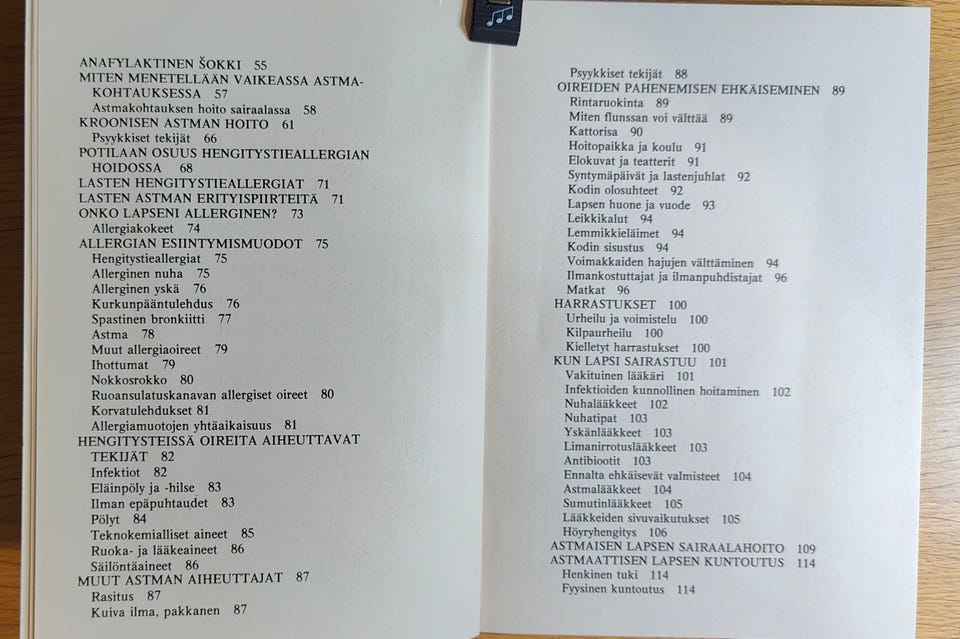 ANAFYLAKTINEN ŠOKKI 55
MITEN MENETELLÄÄN VAIKEASSA ASTMA-
KOHTAUKSESSA 57
Astmakohtauksen hoito sairaalassa 58
KROONISEN ASTMAN HOITO 61
Psyykkiset tekijät 66
POTILAAN OSUUS HENGITYSTIEALLERGIAN
HOIDOSSA 68
LASTEN HENGITYSTIEALLERGIAT 71
LASTEN ASTMAN ERITYISPIIRTEITÄ 71
ONKO LAPSENI ALLERGINEN? 73
Allergiakokeet 74
ALLERGIAN ESIINTYMISMUODOT 75
Hengitystieallergiat 75
Allerginen nuha 75
Allerginen yskä 76
Kurkunpääntulehdus 76
Spastinen bronkiitti 77
Astma 78
Muut allergiaoireet 79
Ihottumat 79
Nokkosrokko 80
Ruoansulatuskanavan allergiset oireet 80
Korvatulehdukset 81
Allergiamuotojen yhtäaikaisuus 81
HENGITYSTEISSÄ OIREITA AIHEUTTAVAT
TEKIJÄT 82
Infektiot 82
Eläinpöly ja -hilse 83
Ilman epäpuhtaudet 83
Pölyt 84
Teknokemialliset aineet 85
Ruoka- ja lääkeaineet 86
Säilöntäaineet 86
MUUT ASTMAN AIHEUTTAJAT 87
Rasitus 87
Kuiva ilma, pakkanen 87
Psyykkiset tekijät 88
OIREIDEN PAHENEMISEN EHKÄISEMINEN 89
Rintaruokinta 89
Miten flunssan voi välttää 89
Kattorisa 90
Hoitopaikka ja koulu 91
Elokuvat ja teatterit 91
Syntymäpäivät ja lastenjuhlat 92
Kodin olosuhteet 92
Lapsen huone ja vuode 93
Leikkikalut 94
Lemmikkieläimet 94
Kodin sisustus 94
Voimakkaiden hajujen välttäminen 94
Ilmankostuttajat ja ilmanpuhdistajat 96
Matkat 96
HARRASTUKSET 100
Urheilu ja voimistelu 100
Kilpaurheilu 100
Kielletyt harrastukset 100
KUN LAPSI SAIRASTUU 101
Vakituinen lääkäri 101
Infektioiden kunnollinen hoitaminen 102
Nuhalääkkeet 102
Nuhatipat 103
Yskänlääkkeet 103
Limanirrotuslääkkeet 103
Antibiootit 103
Ennalta ehkäisevät valmisteet 104
Astmalääkkeet 104
Sumutinlääkkeet 105
Lääkkeiden sivuvaikutukset 105
Höyryhengitys 106
ASTMAISEN LAPSEN SAIRAALAHOITO 109
ASTMAATTISEN LAPSEN KUNTOUTUS 114
Henkinen tuki 114
Fyysinen kuntoutus 114